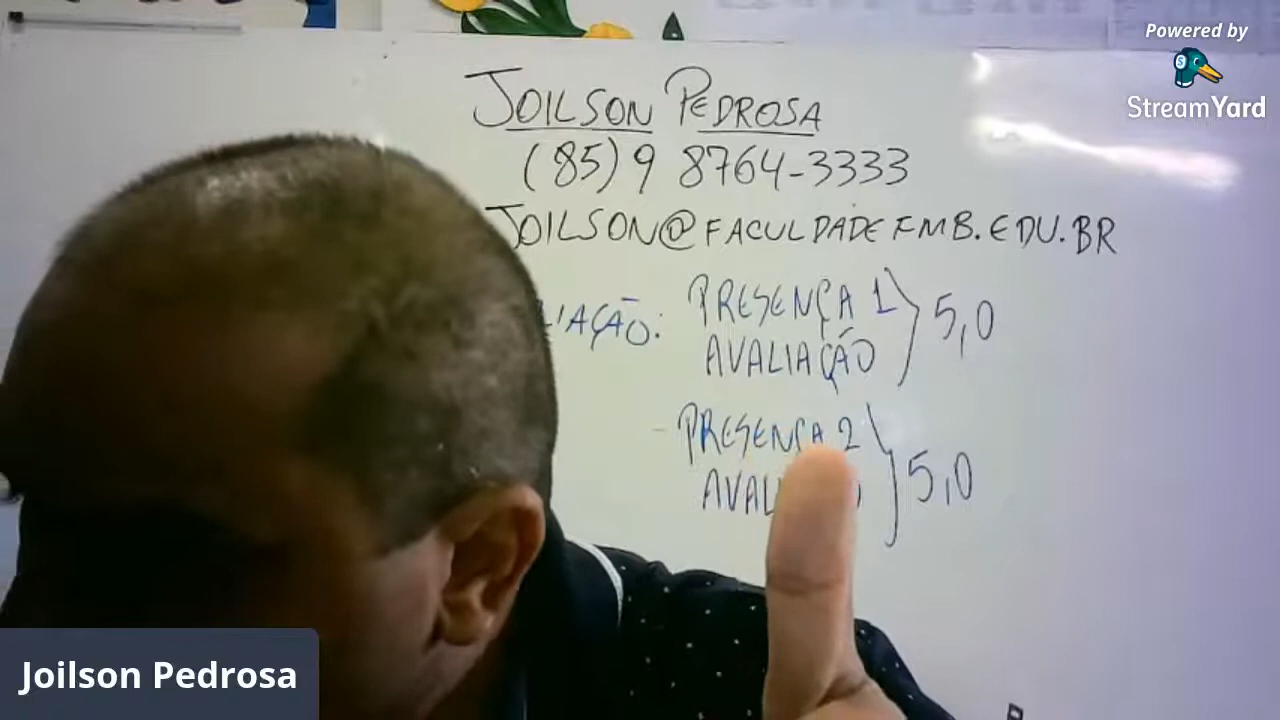 Powered by
StreamYard
JOILSON PEDROSA
(85) 9 8764-3333
JOILSON@FACULDADEFMB.EDU.BR
PRESENÇA 1
AVALIAÇÃO
5,0
PRESENÇA 2
5,0
Joilson Pedrosa